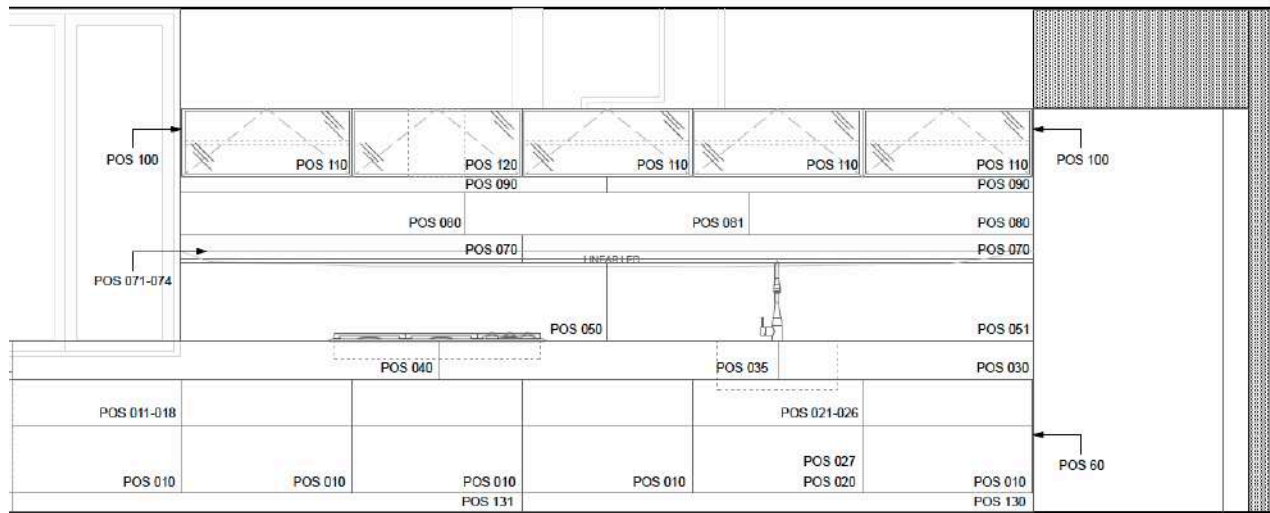 POS 100
POS 110
POS 120
POS 110
POS 110
POS 110
POS 100
POS 090
POS 090
POS 080
POS 081
POS 080
POS 070
POS 070
LINEAR LED
POS 071-074
POS 050
POS 051
POS 040
POS 035
POS 030
POS 011-018
POS 021-026
POS 027
POS 60
POS 010
POS 010
POS 010
POS 010
POS 020
POS 010
POS 131
POS 130